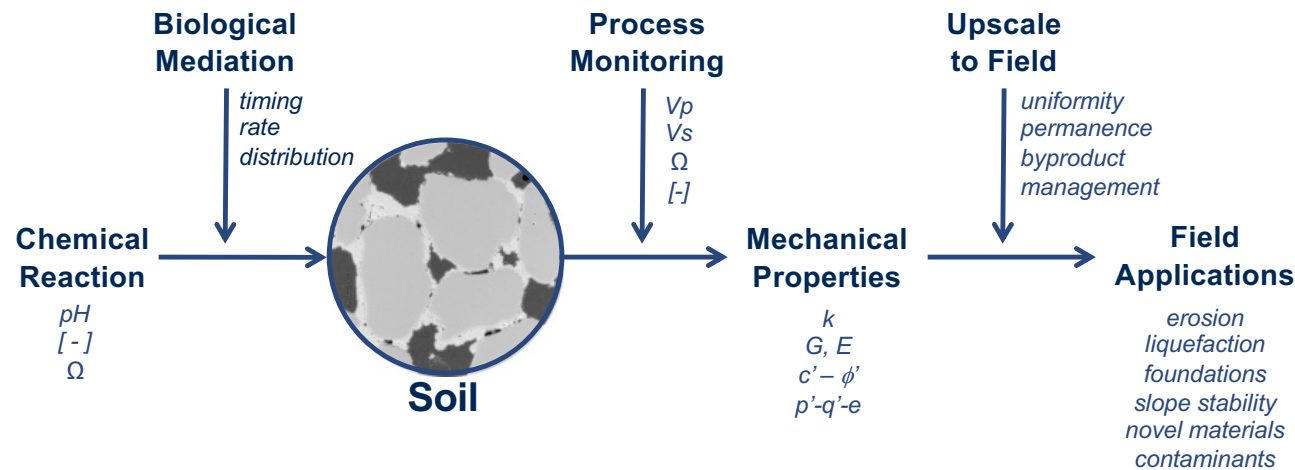 Biological
Mediation
timing
rate
distribution
Process
Monitoring
Vp
Vs
Ω
[-]
Upscale
to Field
uniformity
permanence
byproduct
management
Chemical
Reaction
pH
[ - ]
Ω
Soil
Mechanical
Properties
k
G, E
c’ – ϕ’
p’-q’-e
Field
Applications
erosion
liquefaction
foundations
slope stability
novel materials
contaminants